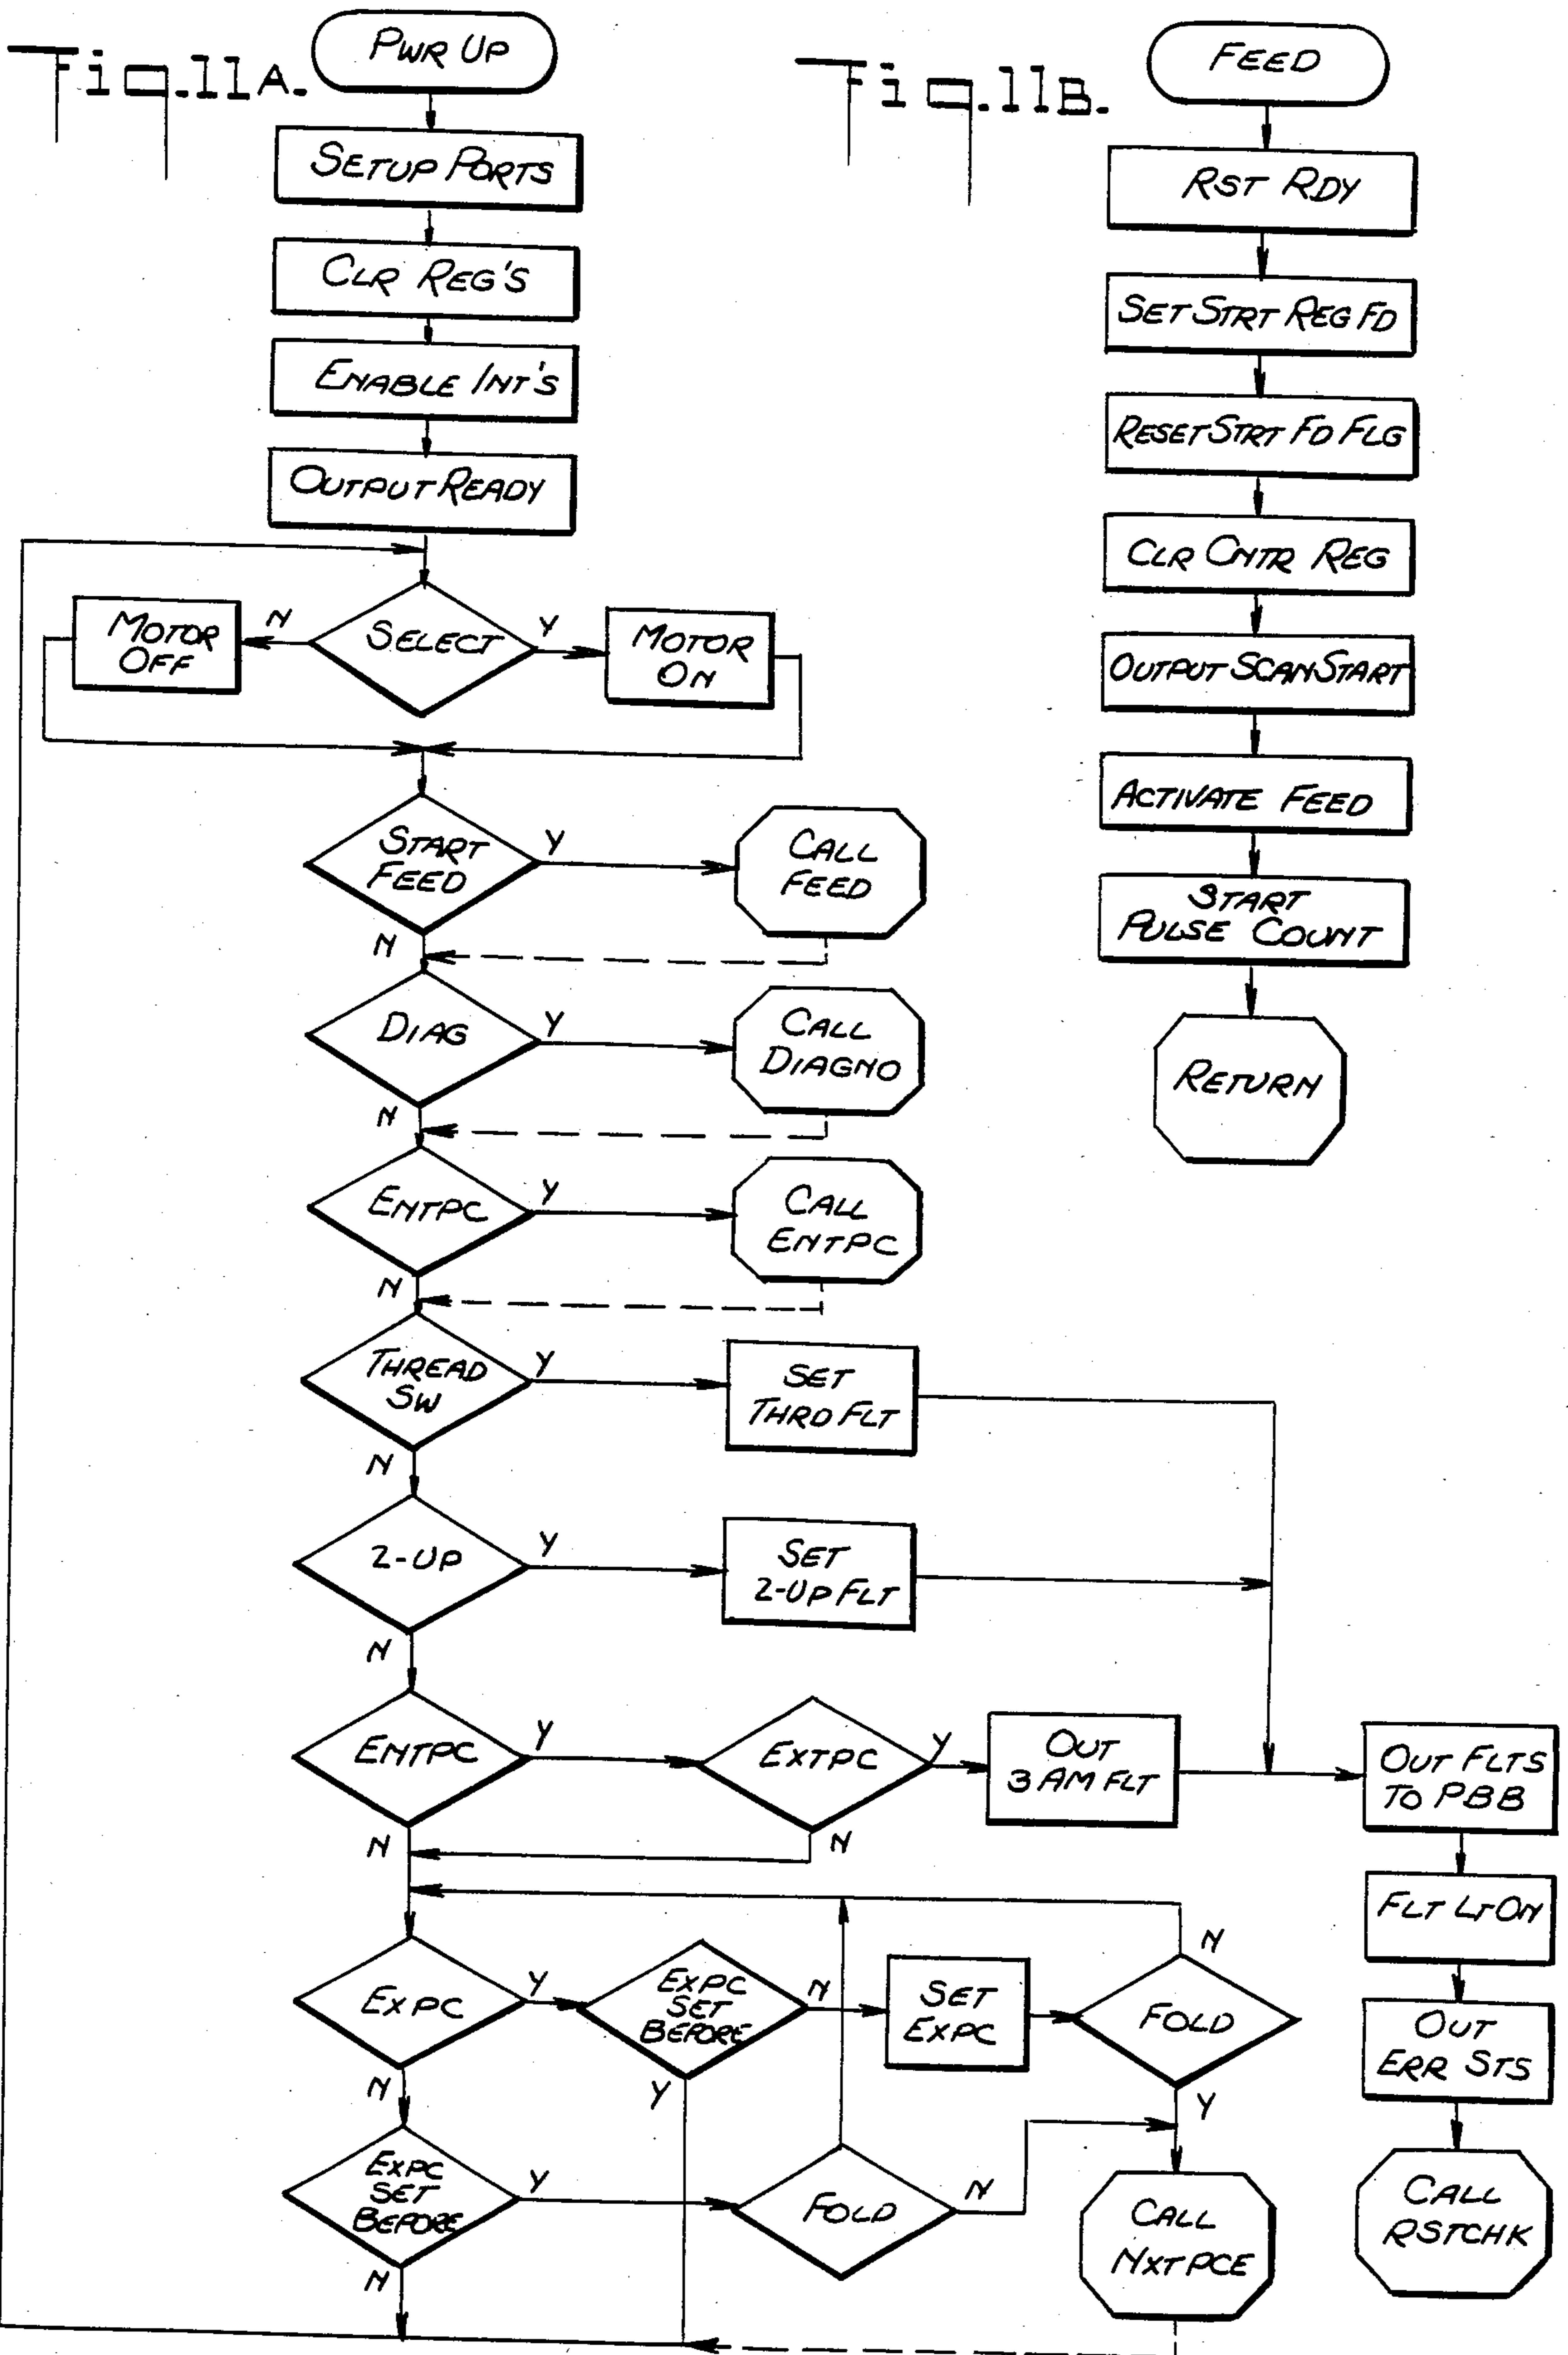 Fig.11A.
PWR UP
SETUP PORTS
CLR REG'S
ENABLE INT'S
OUTPUT READY
SELECT
N
Y
MOTOR
OFF
MOTOR
ON
START
FEED
Y
N
CALL
FEED
DIAG
Y
N
CALL
DIAGNO
ENTPC
Y
N
CALL
ENTPC
THREAD
SW
Y
N
SET
THRD FLT
2-UP
Y
N
SET
2-UP FLT
ENTPC
Y
N
EXTPC
Y
N
OUT
JAM FLT
OUT FLTS
TO PBB
FLT LT ON
OUT
ERR STS
CALL
RSTCHK
EXPC
Y
N
EXPC
SET
BEFORE
N
Y
SET
EXPC
FOLD
N
Y
EXPC
SET
BEFORE
Y
N
FOLD
N
CALL
NXTPCE
Fig.11B.
FEED
RST RDY
SET STRT REG FD
RESET STRT FD FLG
CLR CNTR REG
OUTPUT SCAN START
ACTIVATE FEED
START
PULSE COUNT
RETURN